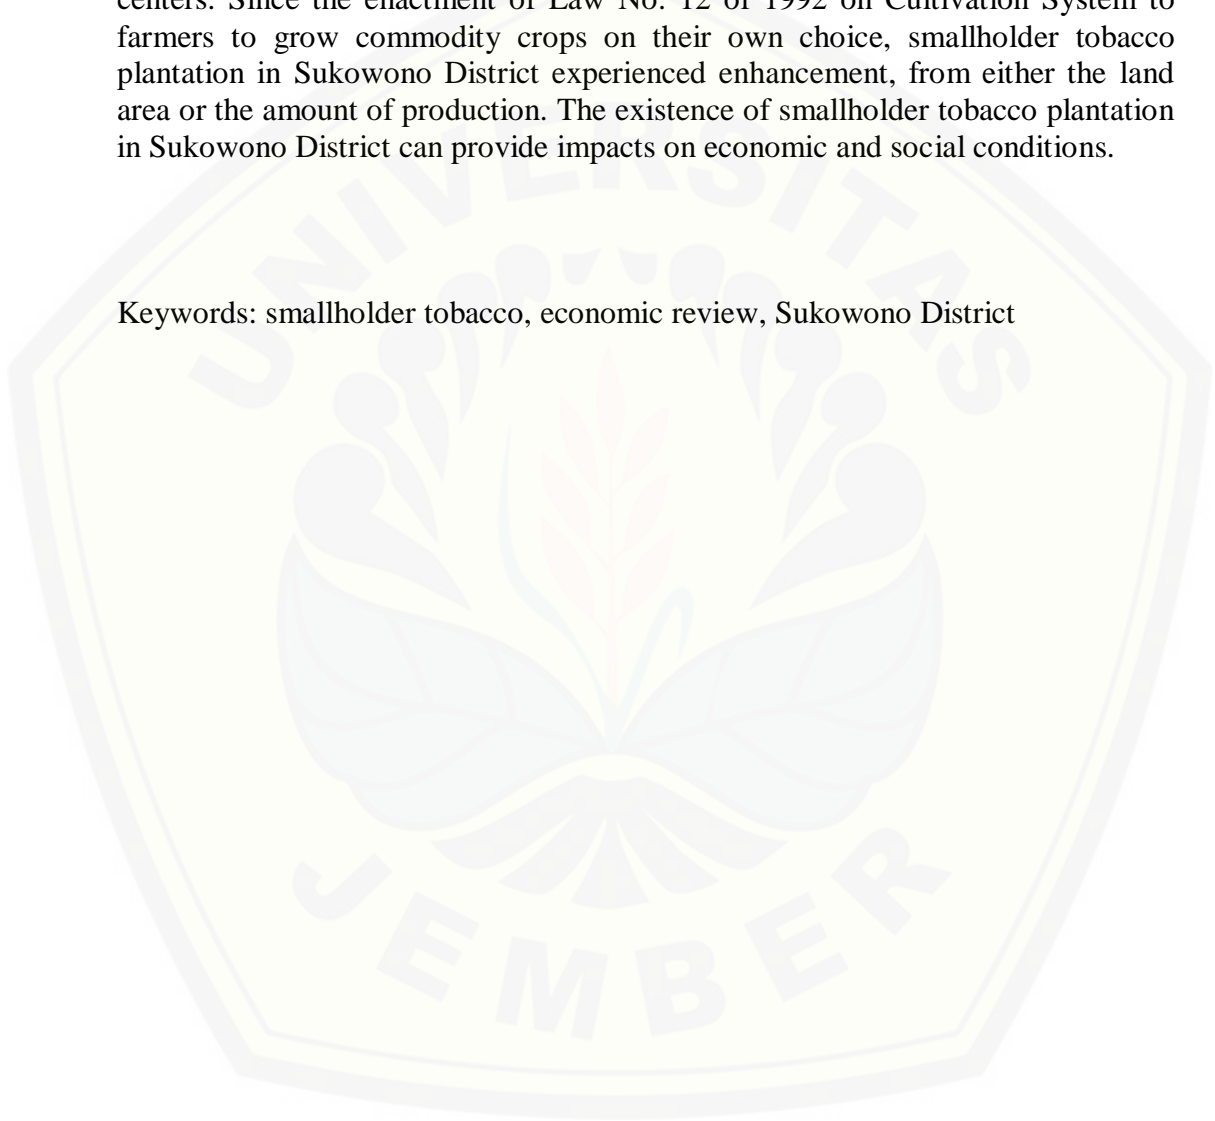 centers. Since the enactment of Law No. 12 of 1992 on Cultivation System to
farmers to grow commodity crops on their own choice, smallholder tobacco
plantation in Sukowono District experienced enhancement, from either the land
area or the amount of production. The existence of smallholder tobacco plantation
in Sukowono District can provide impacts on economic and social conditions.
UNIVERSITAS
Keywords: smallholder tobacco, economic review, Sukowono District
JEMBER